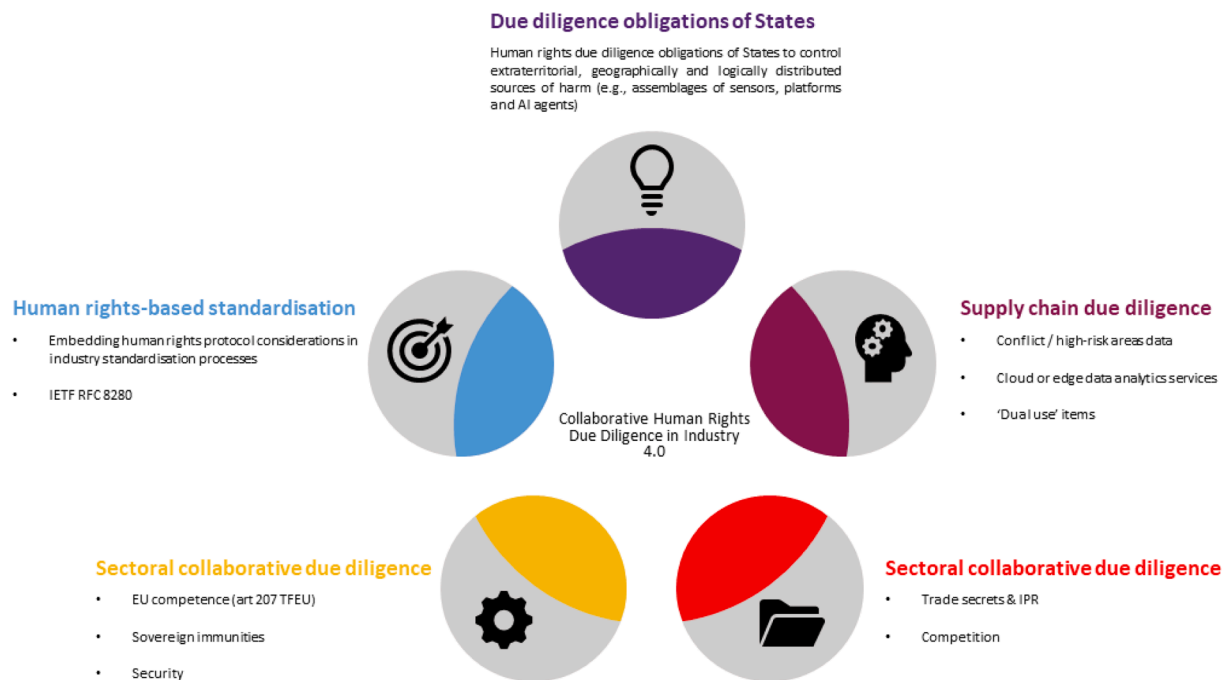 Due diligence obligations of States
Human rights due diligence obligations of States to control
extraterritorial, geographically and logically distributed
sources of harm (e.g., assemblages of sensors, platforms
and AI agents)
Human rights-based standardisation
• Embedding human rights protocol considerations in
industry standardisation processes
• IETF RFC 8280
Supply chain due diligence
• Conflict / high-risk areas data
• Cloud or edge data analytics services
• ‘Dual use’ items
Collaborative Human Rights
Due Diligence in Industry
4.0
Sectoral collaborative due diligence
• EU competence (art 207 TFEU)
• Sovereign immunities
• Security
Sectoral collaborative due diligence
• Trade secrets & IPR
• Competition